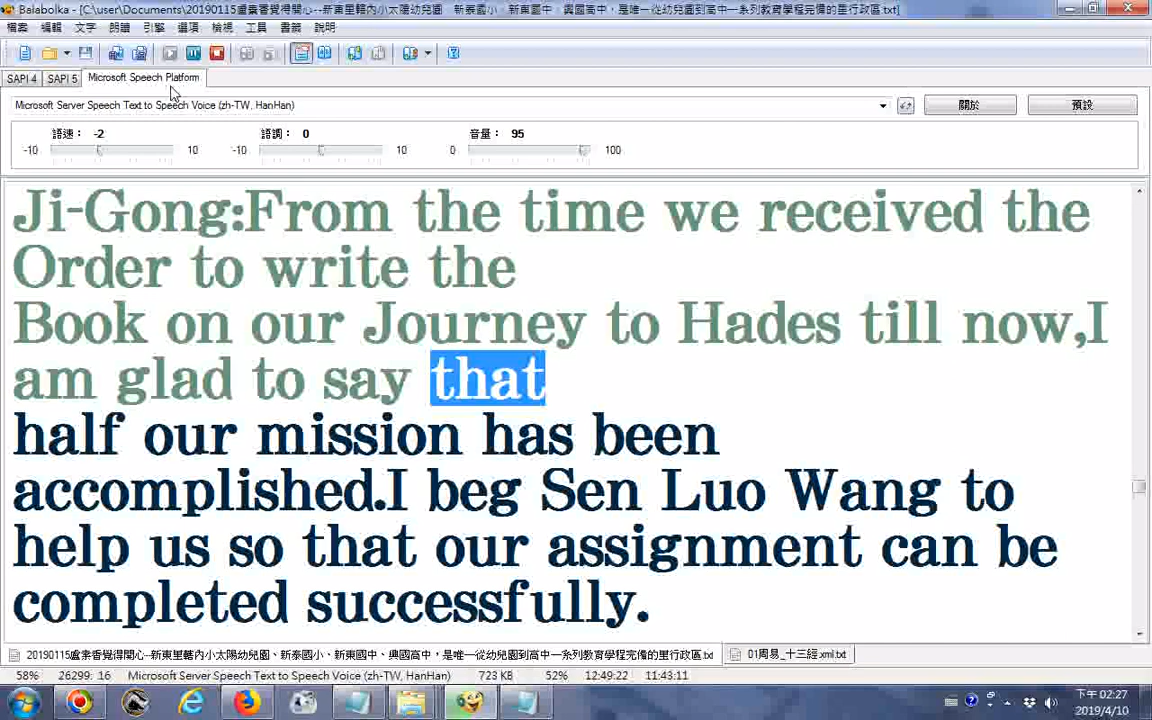 Balabolka - [C:\user\Documents\20190115盧素香覺得開心--新東里轄內小太陽幼兒園 新泰國小、新東國中、興國高中，是唯一從幼兒園到高中一系列教育學程完備的里行政區.txt]
檔案 編輯 文字 朗讀 引擎 選項 檢視 工具 書籤 說明
SAPI 4 SAPI 5 Microsoft Speech Platform
Microsoft Server Speech Text to Speech Voice (zh-TW, HanHan) 關於 預設
語速： -2 語調： 0 音量： 95
-10 10 -10 10 0 100
Ji-Gong:From the time we received the
Order to write the
Book on our Journey to Hades till now,I
am glad to say that
half our mission has been
accomplished.I beg Sen Luo Wang to
help us so that our assignment can be
completed successfully.
20190115盧素香覺得開心--新東里轄內小太陽幼兒園、新泰國小、新東國中、興國高中，是唯一從幼兒園到高中一系列教育學程完備的里行政區.txt 01周易_十三經.xml.txt
58% 26299: 16 Microsoft Server Speech Text to Speech Voice (zh-TW, HanHan) 723 KB 52% 12:49:22 11:43:11
下午 02:27
2019/4/10